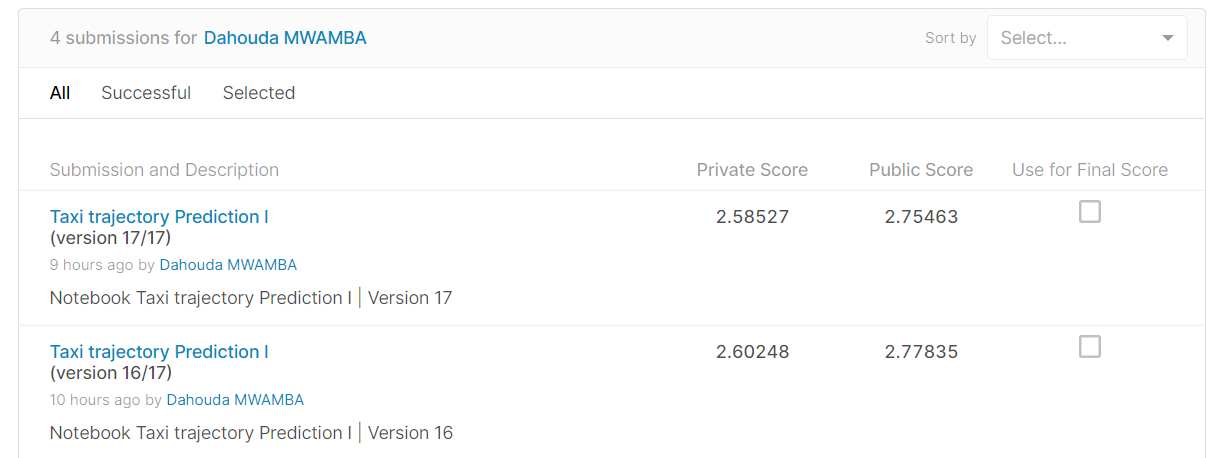 4 submissions for Dahouda MWAMBA
Sort by Select...
All Successful Selected
Submission and Description Private Score Public Score Use for Final Score
Taxi trajectory Prediction I 2.58527 2.75463
(version 17/17)
9 hours ago by Dahouda MWAMBA
Notebook Taxi trajectory Prediction I | Version 17
Taxi trajectory Prediction I 2.60248 2.77835
(version 16/17)
10 hours ago by Dahouda MWAMBA
Notebook Taxi trajectory Prediction I | Version 16